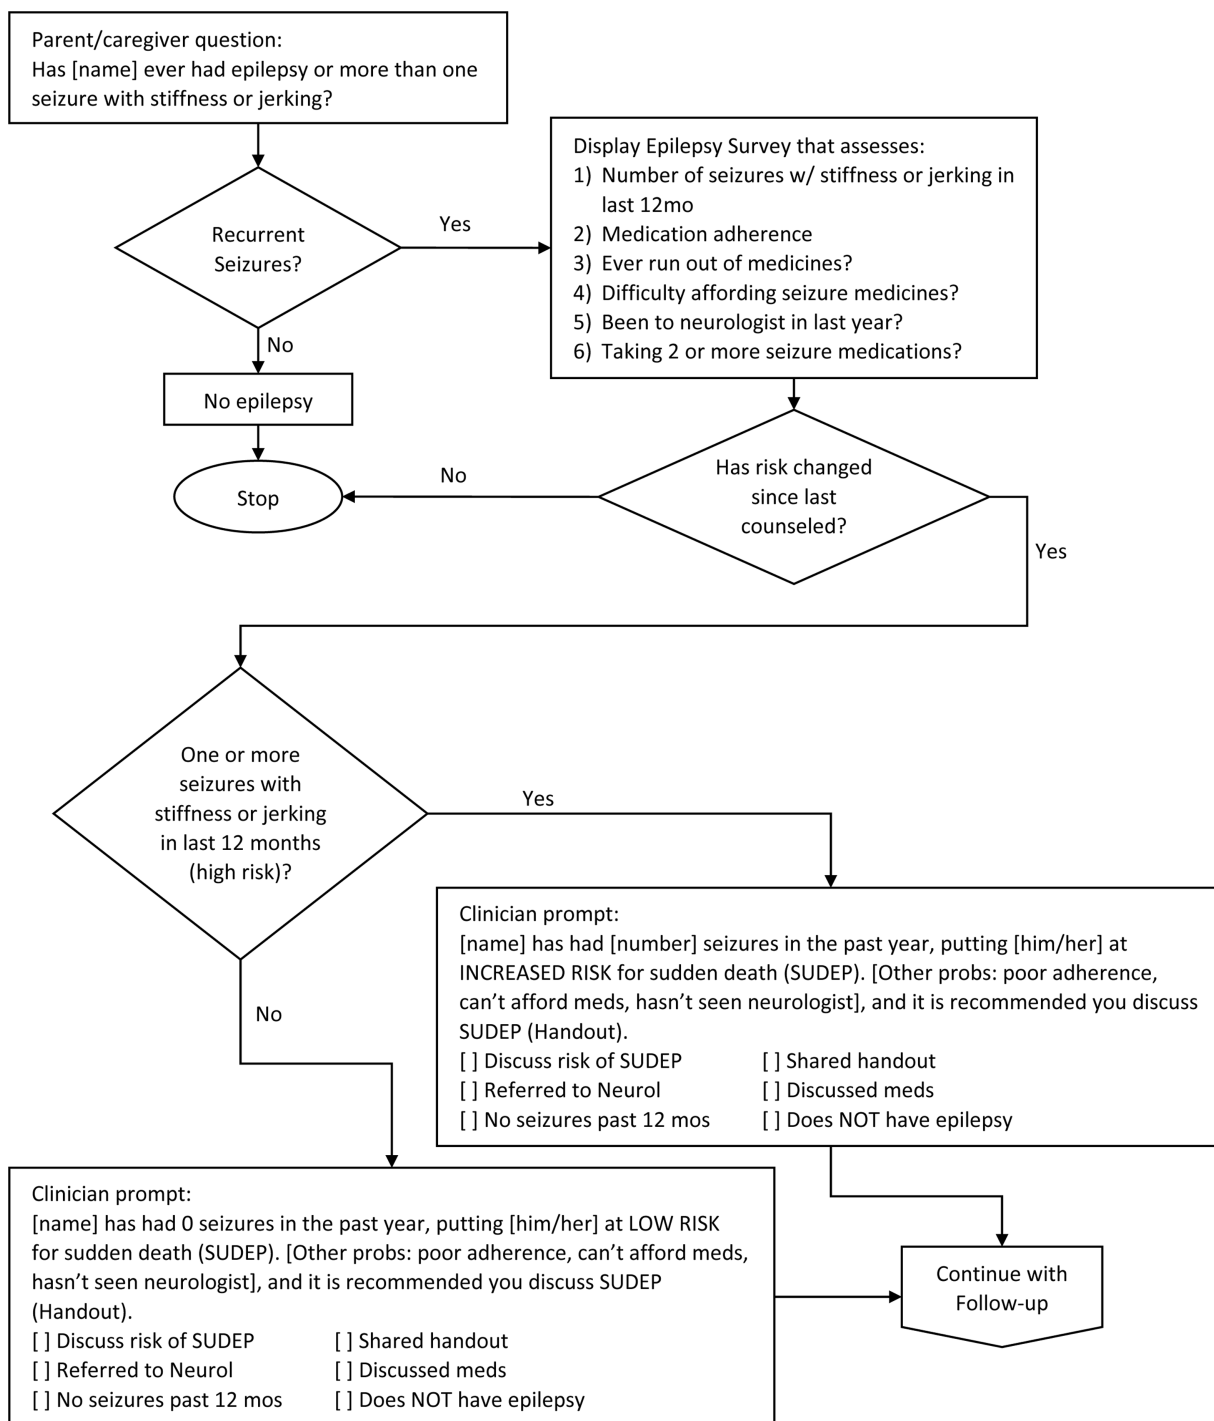 Parent/caregiver question:
Has [name] ever had epilepsy or more than one
seizure with stiffness or jerking?
Recurrent
Seizures?
Yes
No
No epilepsy
Stop
Display Epilepsy Survey that assesses:
1) Number of seizures w/ stiffness or jerking in
last 12mo
2) Medication adherence
3) Ever run out of medicines?
4) Difficulty affording seizure medicines?
5) Been to neurologist in last year?
6) Taking 2 or more seizure medications?
Has risk changed
since last
counseled?
No
Yes
One or more
seizures with
stiffness or jerking
in last 12 months
(high risk)?
Yes
No
Clinician prompt:
[name] has had [number] seizures in the past year, putting [him/her] at
INCREASED RISK for sudden death (SUDEP). [Other probs: poor adherence,
can’t afford meds, hasn’t seen neurologist], and it is recommended you discuss
SUDEP (Handout).
[ ] Discuss risk of SUDEP [ ] Shared handout
[ ] Referred to Neurol [ ] Discussed meds
[ ] No seizures past 12 mos [ ] Does NOT have epilepsy
Clinician prompt:
[name] has had 0 seizures in the past year, putting [him/her] at LOW RISK
for sudden death (SUDEP). [Other probs: poor adherence, can’t afford meds,
hasn’t seen neurologist], and it is recommended you discuss SUDEP
(Handout).
[ ] Discuss risk of SUDEP [ ] Shared handout
[ ] Referred to Neurol [ ] Discussed meds
[ ] No seizures past 12 mos [ ] Does NOT have epilepsy
Continue with
Follow-up